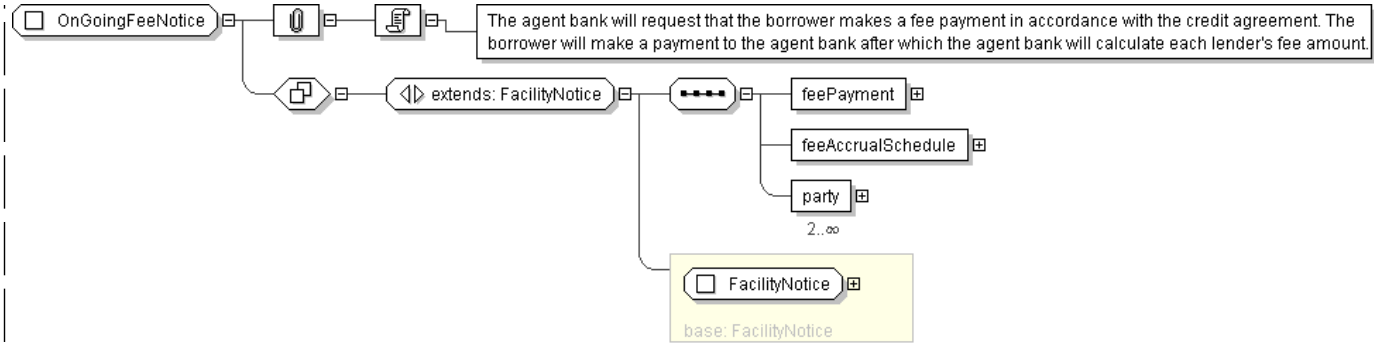 OnGoingFeeNotice
The agent bank will request that the borrower makes a fee payment in accordance with the credit agreement. The
borrower will make a payment to the agent bank after which the agent bank will calculate each lender's fee amount.
extends: FacilityNotice
feePayment
feeAccrualSchedule
party
2..∞
FacilityNotice
base: FacilityNotice